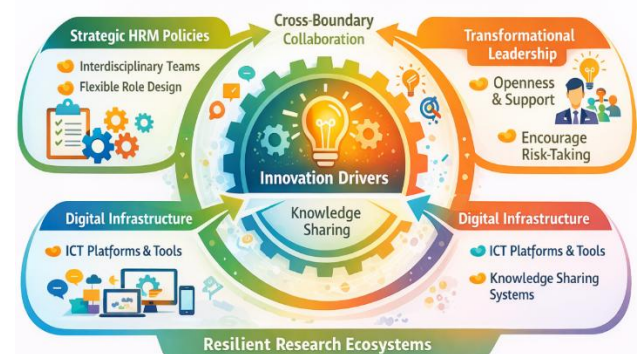 Strategic HRM Policies
Interdisciplinary Teams
Flexible Role Design
Cross-Boundary
Collaboration
Transformational
Leadership
Openness
& Support
Encourage
Risk-Taking
Innovation Drivers
Knowledge
Sharing
Digital Infrastructure
ICT Platforms & Tools
Digital Infrastructure
ICT Platforms & Tools
Knowledge Sharing
Systems
Resilient Research Ecosystems